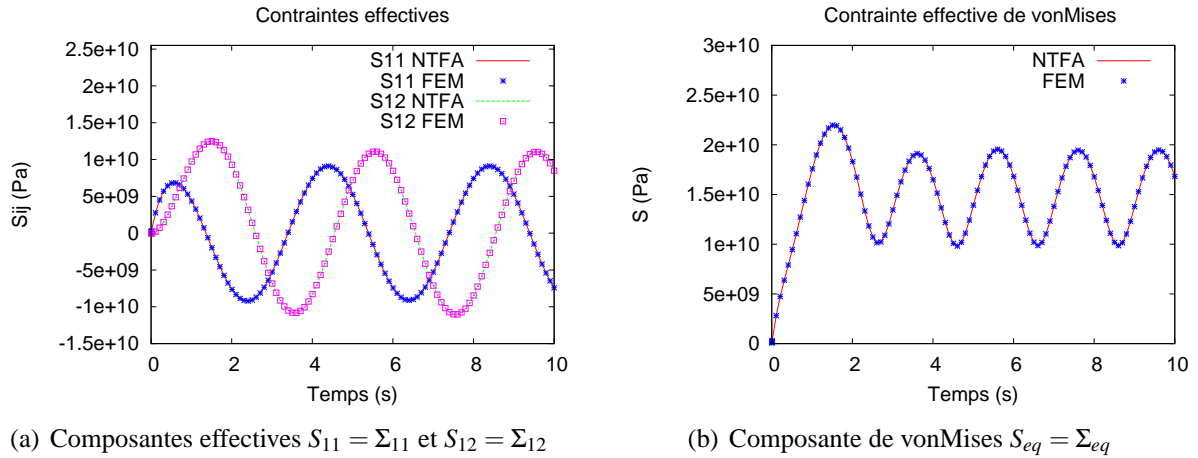 Contraintes effectives
2.5e+10
2e+10
1.5e+10
1e+10
5e+09
0
-5e+09
-1e+10
-1.5e+10
S11 NTFA
S11 FEM
S12 NTFA
S12 FEM
Sij (Pa)
0 2 4 6 8 10
Temps (s)
(a) Composantes effectives S₁₁ = Σ₁₁ et S₁₂ = Σ₁₂
Contrainte effective de vonMises
3e+10
2.5e+10
2e+10
1.5e+10
1e+10
5e+09
0
NTFA
FEM
S (Pa)
0 2 4 6 8 10
Temps (s)
(b) Composante de vonMises S_eq = Σ_eq